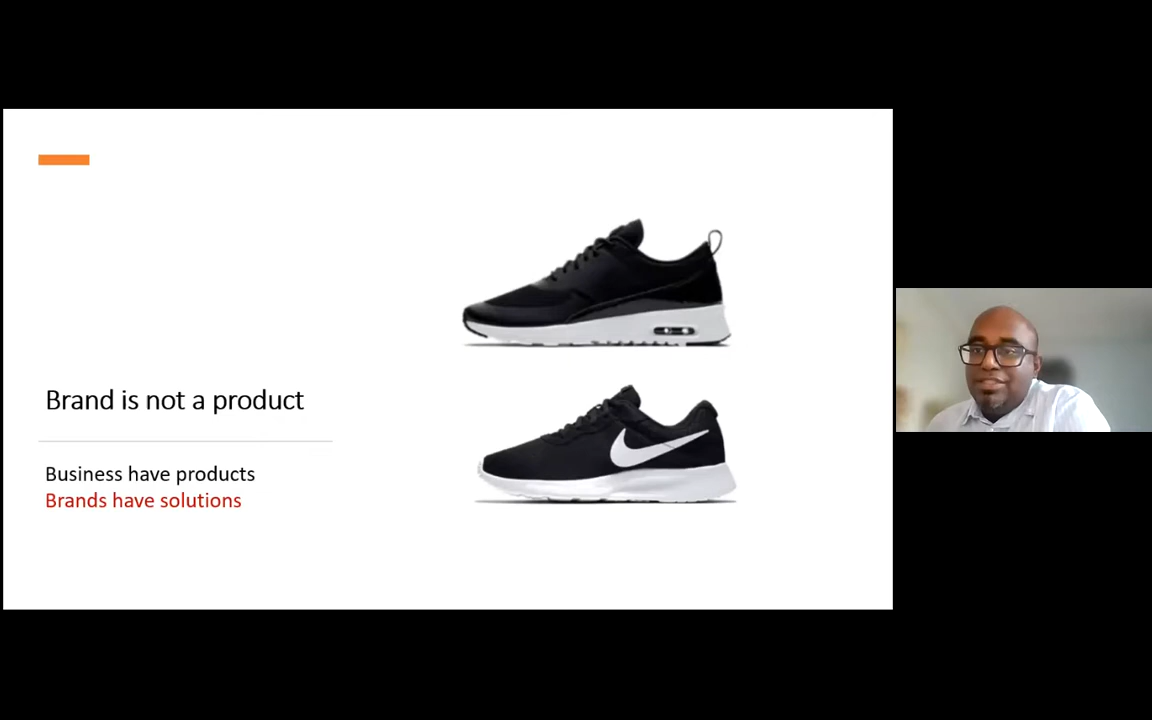 Brand is not a product
Business have products
Brands have solutions